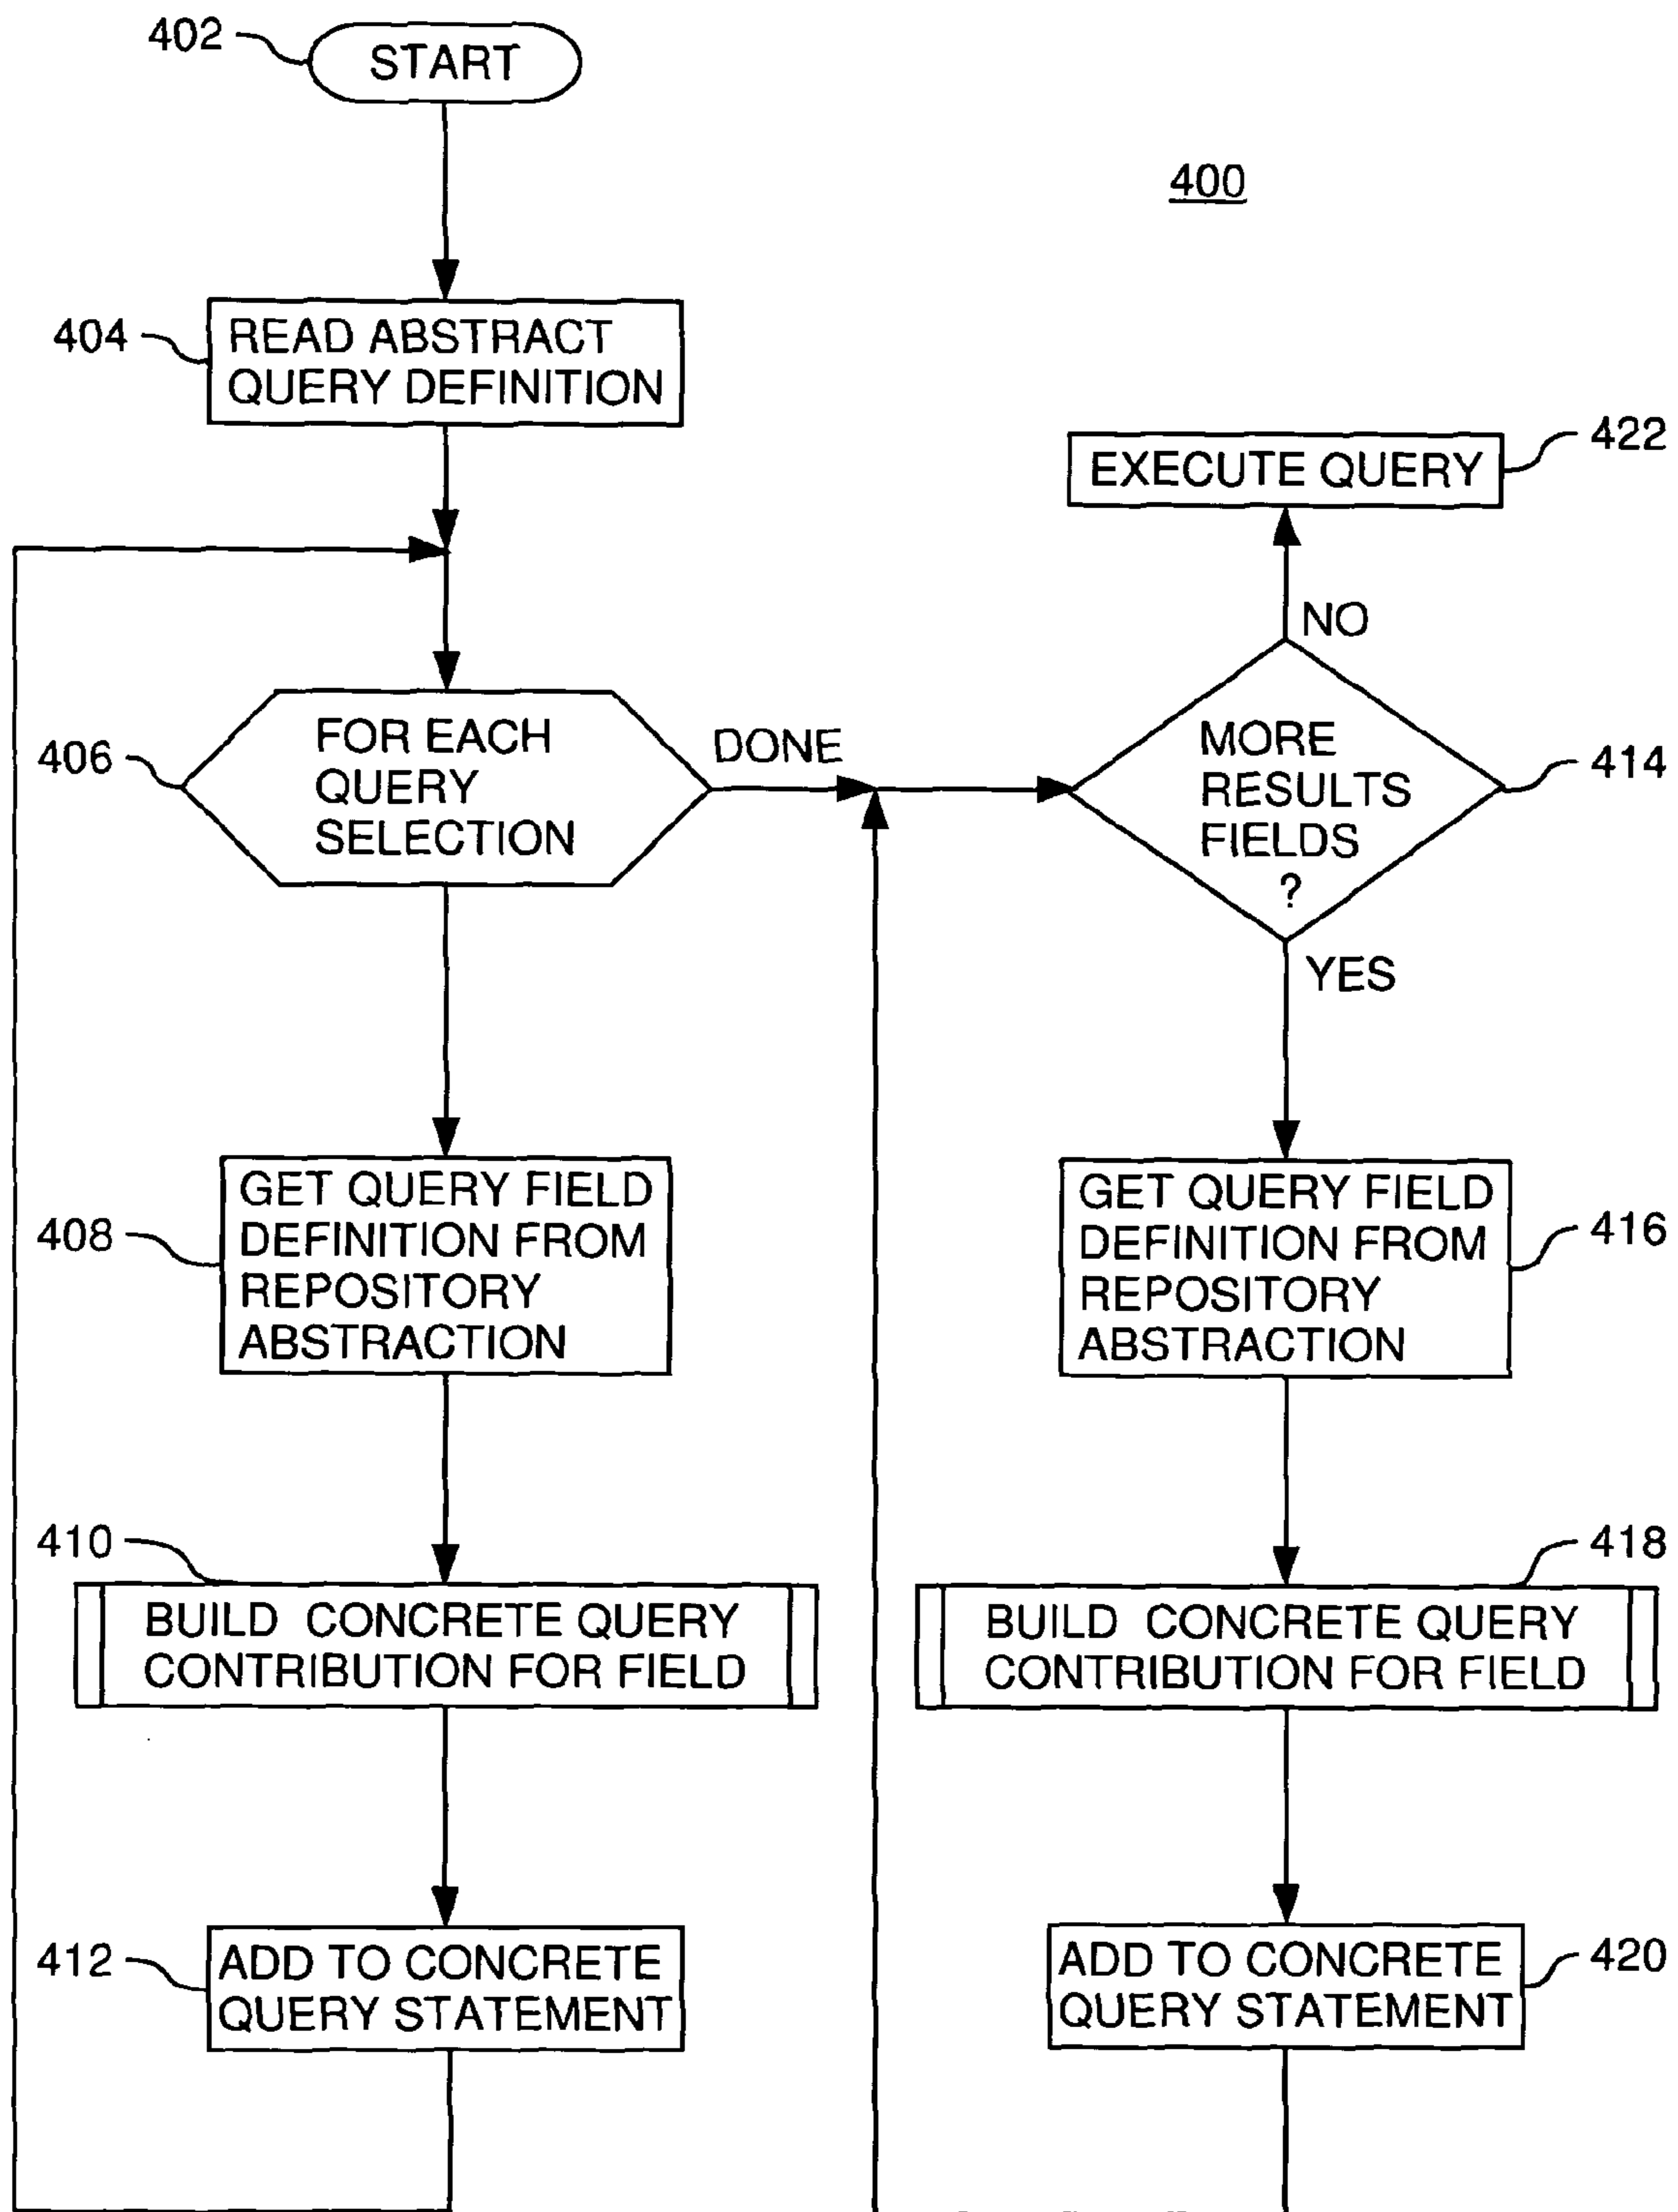 402
START
400
404
READ ABSTRACT
QUERY DEFINITION
406
FOR EACH
QUERY
SELECTION
DONE
408
GET QUERY FIELD
DEFINITION FROM
REPOSITORY
ABSTRACTION
410
BUILD CONCRETE QUERY
CONTRIBUTION FOR FIELD
412
ADD TO CONCRETE
QUERY STATEMENT
EXECUTE QUERY
422
NO
MORE
RESULTS
FIELDS
?
414
YES
GET QUERY FIELD
DEFINITION FROM
REPOSITORY
ABSTRACTION
416
BUILD CONCRETE QUERY
CONTRIBUTION FOR FIELD
418
ADD TO CONCRETE
QUERY STATEMENT
420